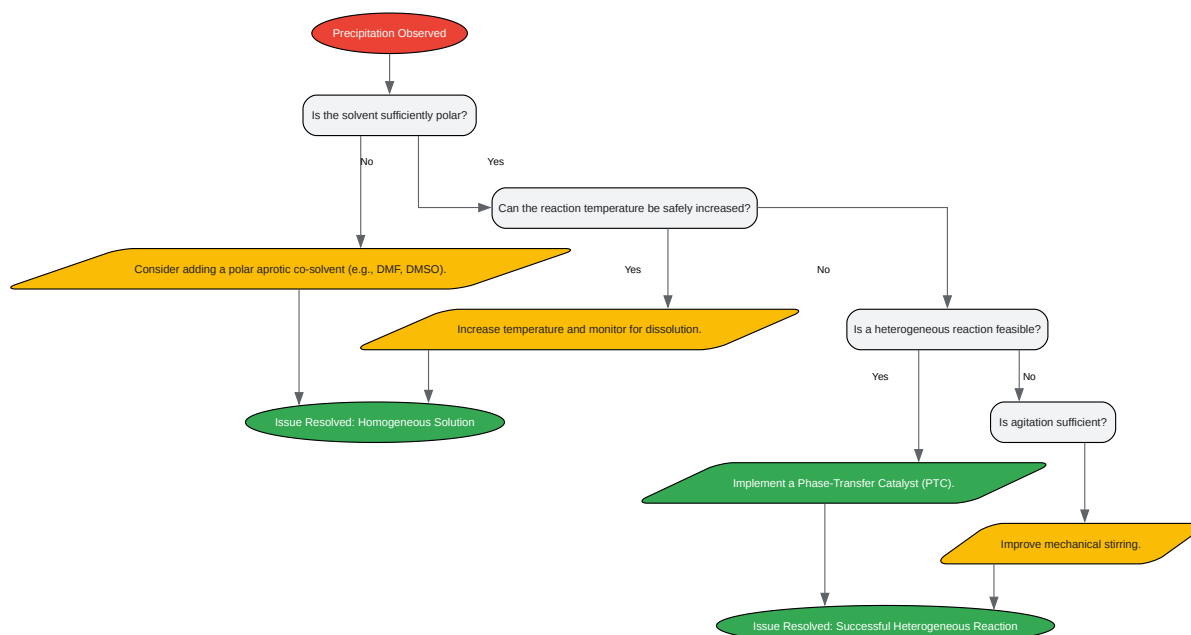 Precipitation Observed
Is the solvent sufficiently polar?
No
Yes
Can the reaction temperature be safely increased?
Consider adding a polar aprotic co-solvent (e.g., DMF, DMSO).
Yes
No
Increase temperature and monitor for dissolution.
Is a heterogeneous reaction feasible?
Yes
No
Issue Resolved: Homogeneous Solution
Is agitation sufficient?
Implement a Phase-Transfer Catalyst (PTC).
Improve mechanical stirring.
Issue Resolved: Successful Heterogeneous Reaction